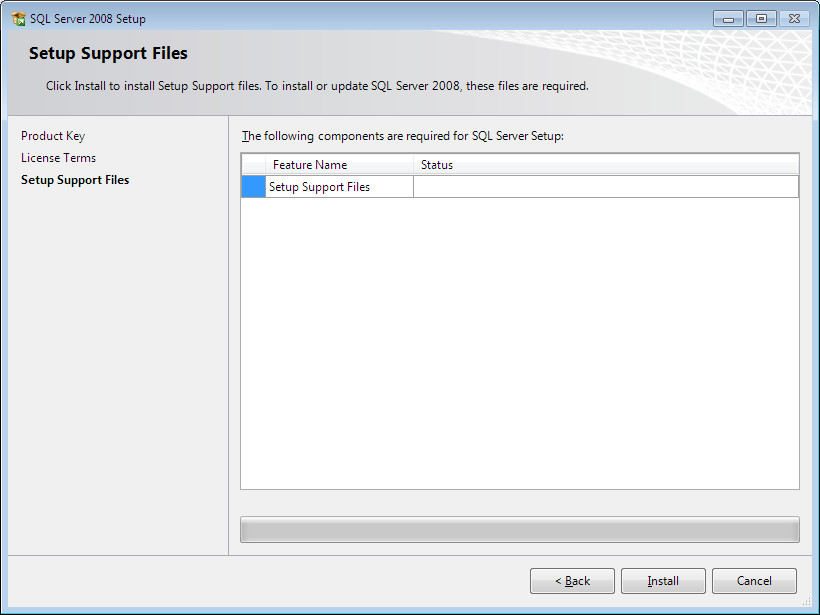 SQL Server 2008 Setup
Setup Support Files
Click Install to install Setup Support files. To install or update SQL Server 2008, these files are required.
Product Key
License Terms
Setup Support Files
The following components are required for SQL Server Setup:
Feature Name Status
Setup Support Files
< Back Install Cancel